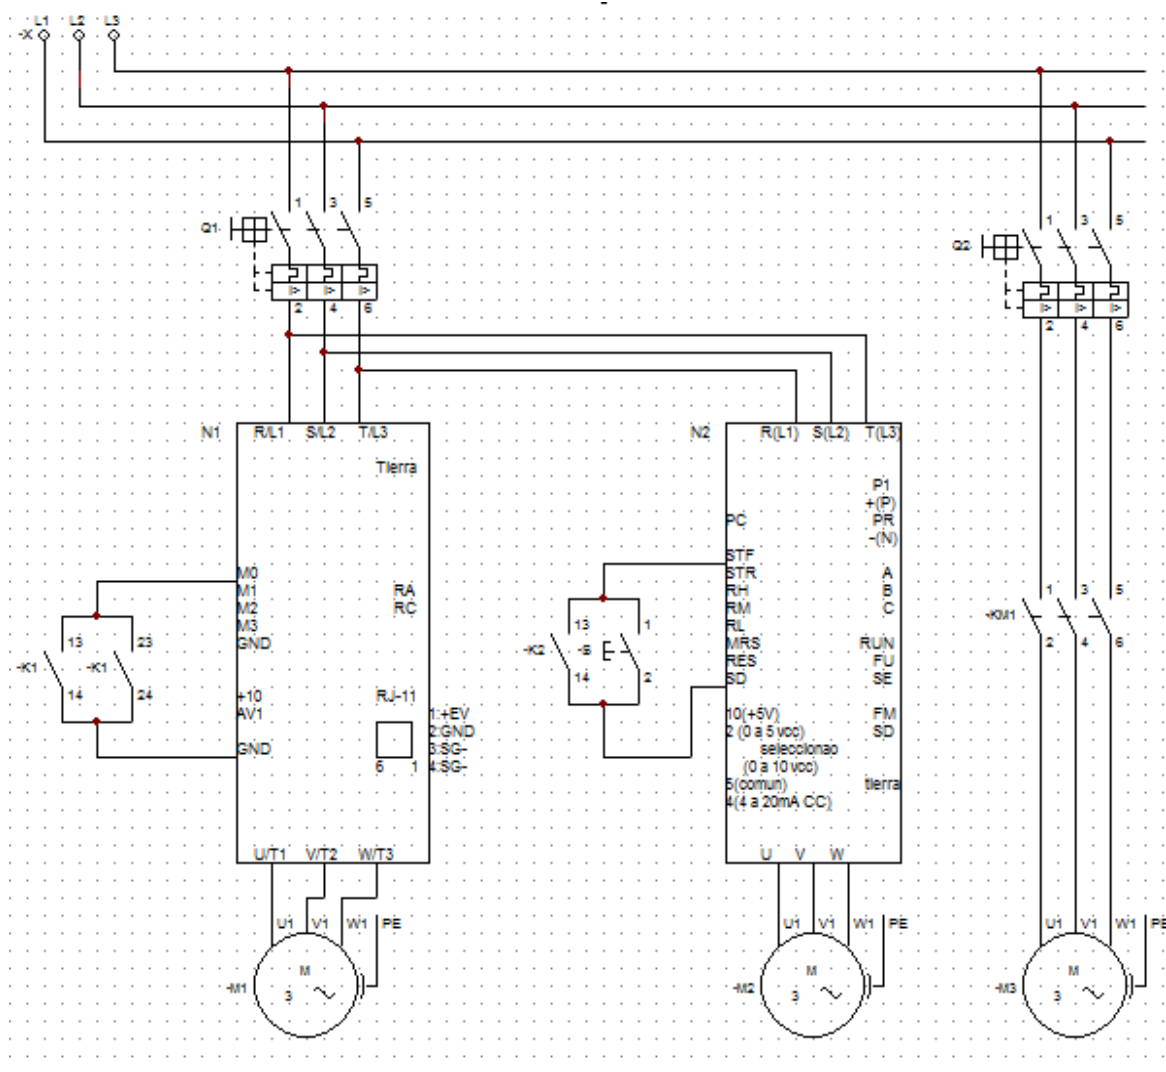 L1 L2 L3
-X
1 3 5
Q1
I> I> I>
2 4 6
1 3 5
Q2
I> I> I>
2 4 6
N1
R/L1 S/L2 T/L3
Tierra
M0
M1
M2
M3
GND
+10
AV1
GND
RA
RC
RJ-11
6 1
1:+EV
2:GND
3:SG-
4:SG-
U/T1 V/T2 W/T3
13 23
-K1 -K1
14 24
N2
R(L1) S(L2) T(L3)
P1
+(P)
PR
-(N)
PC
STF
STR
RH
RM
RL
MRS
RES
SD
A
B
C
RUN
FU
SE
FM
SD
10(+5V)
2 (0 a 5 vcc)
seleccionao
(0 a 10 vcc)
5(comun)
4(4 a 20mA CC)
tierra
U V W
13 1
-K2 -S
14 2
1 3 5
-KM1
2 4 6
U1 V1 W1 PE
M
3
-M1
U1 V1 W1 PE
M
3
-M2
U1 V1 W1 PE
M
3
-M3